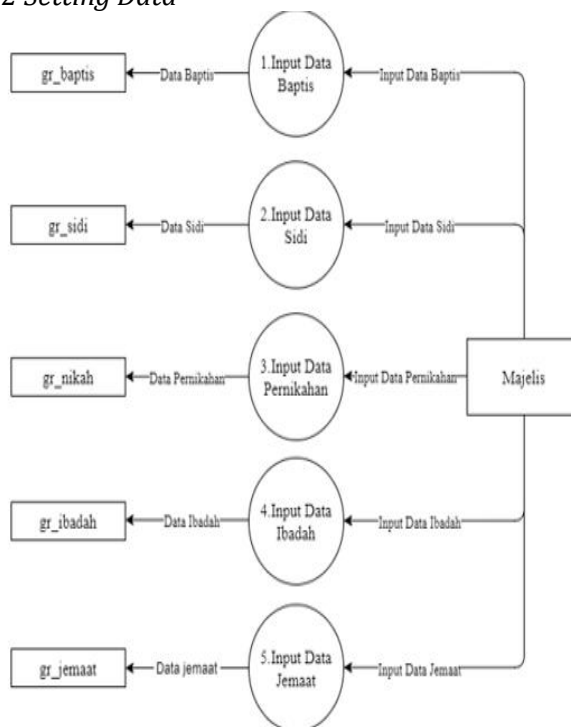 2 Setting Data
gr_baptis
Data Baptis
1.Input Data
Baptis
Input Data Baptis
gr_sidi
Data Sidi
2.Input Data
Sidi
Input Data Sidi
gr_nikah
Data Pernikahan
3.Input Data
Pernikahan
Input Data Pernikahan
Majelis
gr_ibadah
Data Ibadah
4.Input Data
Ibadah
Input Data Ibadah
gr_jemaat
Data jemaat
5.Input Data
Jemaat
Input Data Jemaat